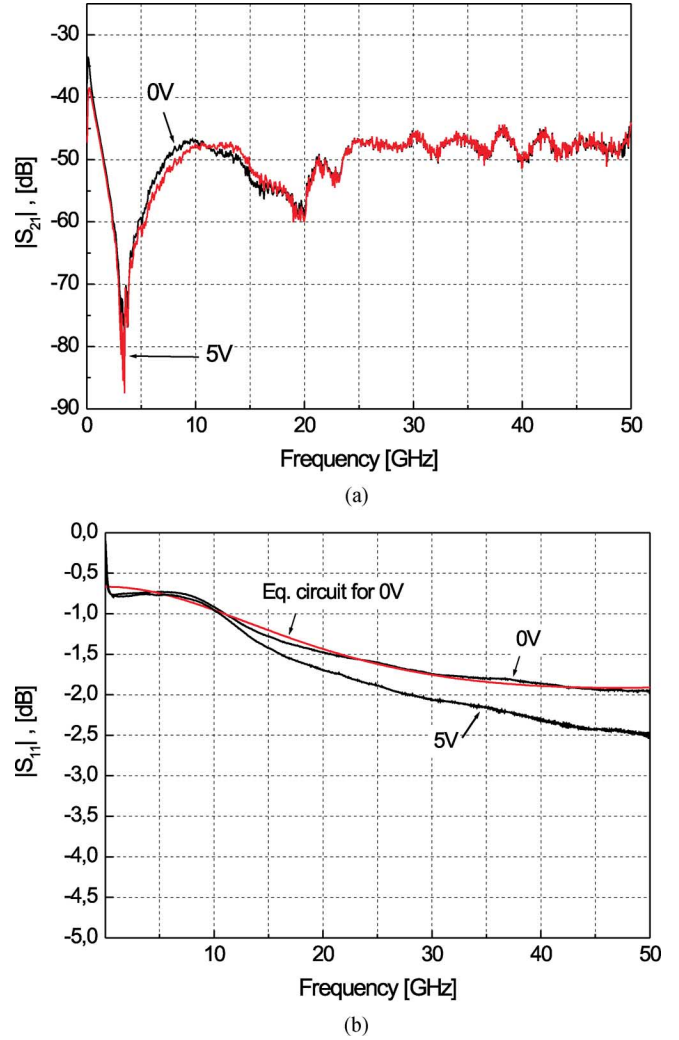 -25
-30
-40
-50
-60
-70
-80
-90
|S21| , [dB]
0V
5V
0
10
20
30
40
50
Frequency [GHz]
(a)
0,0
-0,5
-1,0
-1,5
-2,0
-2,5
-3,0
-3,5
-4,0
-4,5
-5,0
|S11| , [dB]
Eq. circuit for 0V
0V
5V
10
20
30
40
50
Frequency [GHz]
(b)